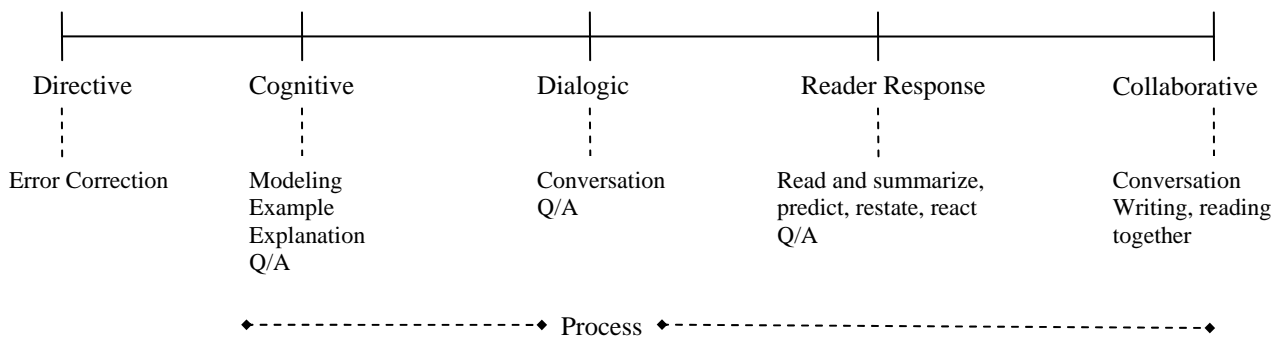 Directive Cognitive Dialogic Reader Response Collaborative
Error Correction
Modeling
Example
Explanation
Q/A
Conversation
Q/A
Read and summarize,
predict, restate, react
Q/A
Conversation
Writing, reading
together
Process